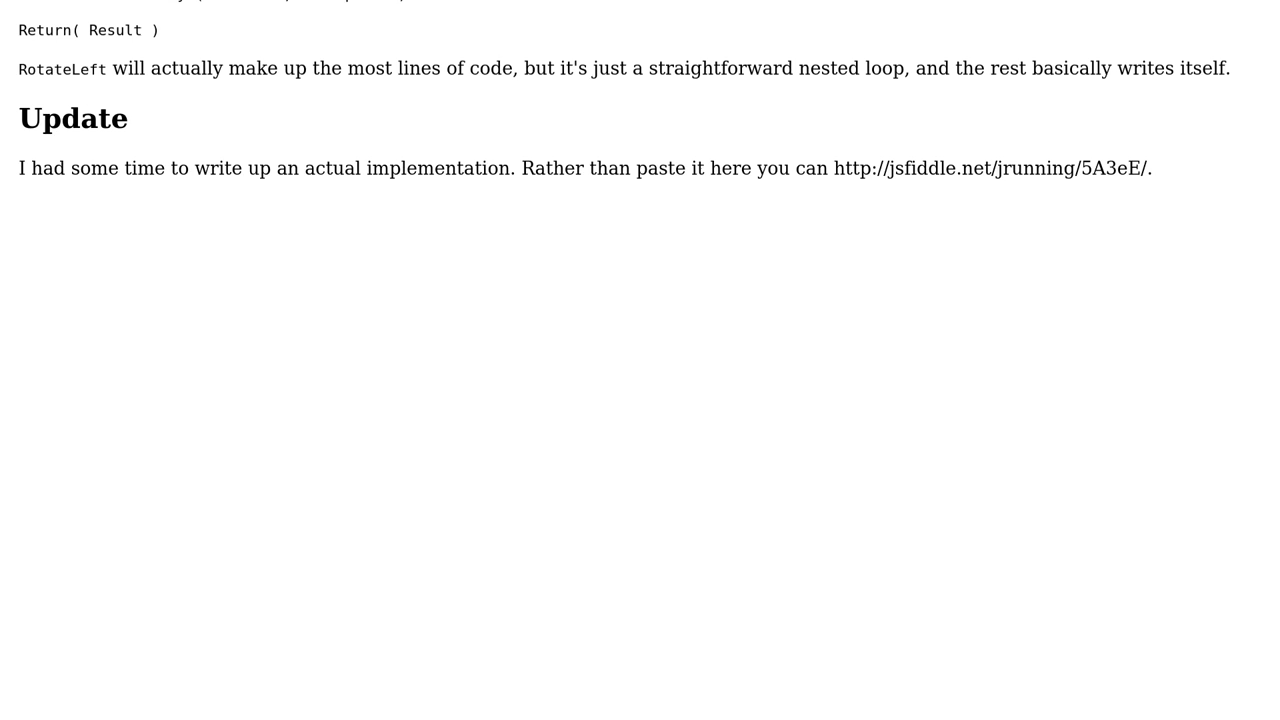 Return( Result )
RotateLeft will actually make up the most lines of code, but it's just a straightforward nested loop, and the rest basically writes itself.
Update
I had some time to write up an actual implementation. Rather than paste it here you can http://jsfiddle.net/jrunning/5A3eE/.